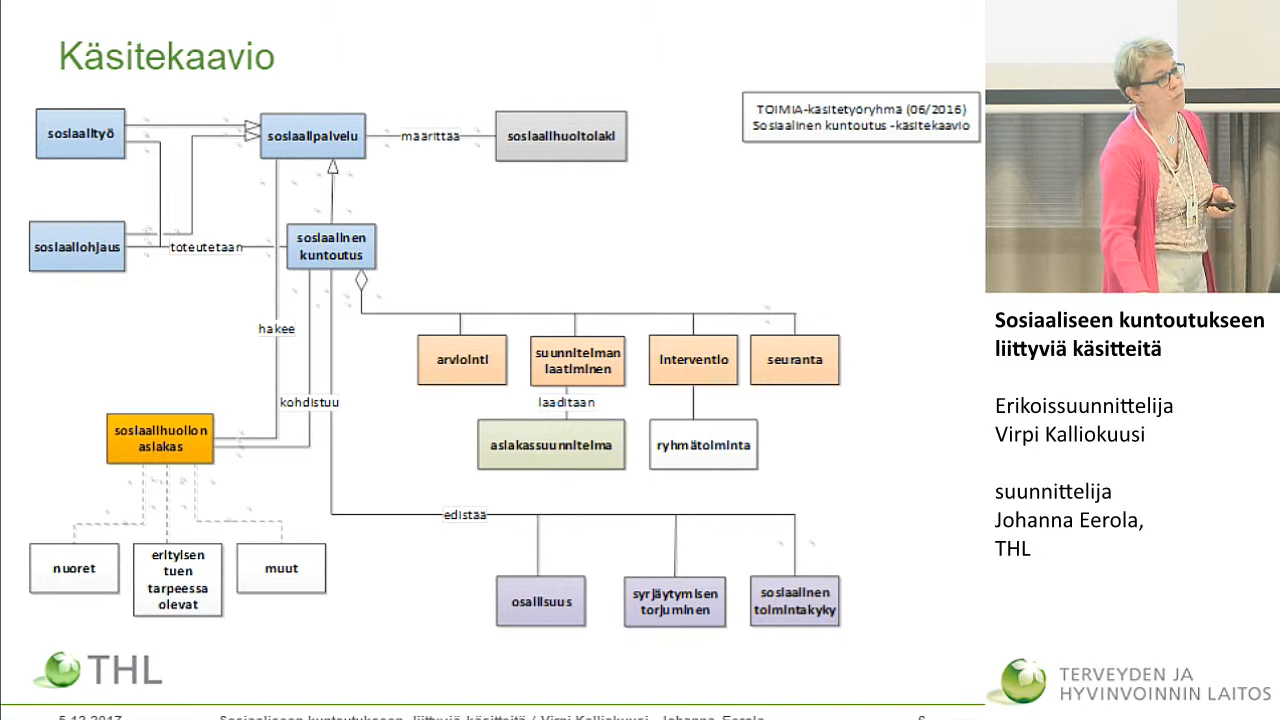 Käsitekaavio
TOIMIA-käsitetyöryhmä (06/2016)
Sosiaalinen kuntoutus -käsitekaavio
sosiaalityö
sosiaalipalvelu
määrittää
sosiaalihuoltolaki
sosiaaliohjaus
toteutetaan
sosiaalinen
kuntoutus
hakee
arviointi
suunnitelman
laatiminen
interventio
seuranta
kohdistuu
laaditaan
sosiaalihuollon
asiakas
asiakassuunnitelma
ryhmätoiminta
edistää
nuoret
erityisen
tuen
tarpeessa
olevat
muut
osallisuus
syrjäytymisen
torjuminen
sosiaalinen
toimintakyky
THL
5.12.2017
Sosiaaliseen kuntoutukseen liittyviä käsitteitä / Virpi Kalliokuusi, Johanna Eerola
6
Sosiaaliseen kuntoutukseen
liittyviä käsitteitä
Erikoissuunnittelija
Virpi Kalliokuusi
suunnittelija
Johanna Eerola,
THL
TERVEYDEN JA
HYVINVOINNIN LAITOS